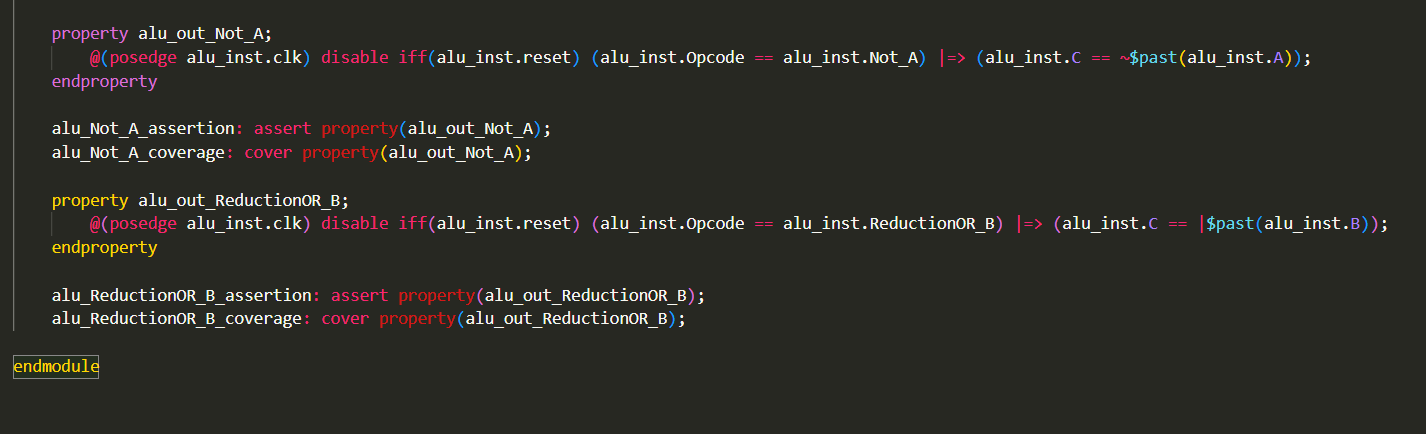 property alu_out_Not_A;
@(posedge alu_inst.clk) disable iff(alu_inst.reset) (alu_inst.Opcode == alu_inst.Not_A) |=> (alu_inst.C == ~$past(alu_inst.A));
endproperty
alu_Not_A_assertion: assert property(alu_out_Not_A);
alu_Not_A_coverage: cover property(alu_out_Not_A);
property alu_out_ReductionOR_B;
@(posedge alu_inst.clk) disable iff(alu_inst.reset) (alu_inst.Opcode == alu_inst.ReductionOR_B) |=> (alu_inst.C == |$past(alu_inst.B));
endproperty
alu_ReductionOR_B_assertion: assert property(alu_out_ReductionOR_B);
alu_ReductionOR_B_coverage: cover property(alu_out_ReductionOR_B);
endmodule